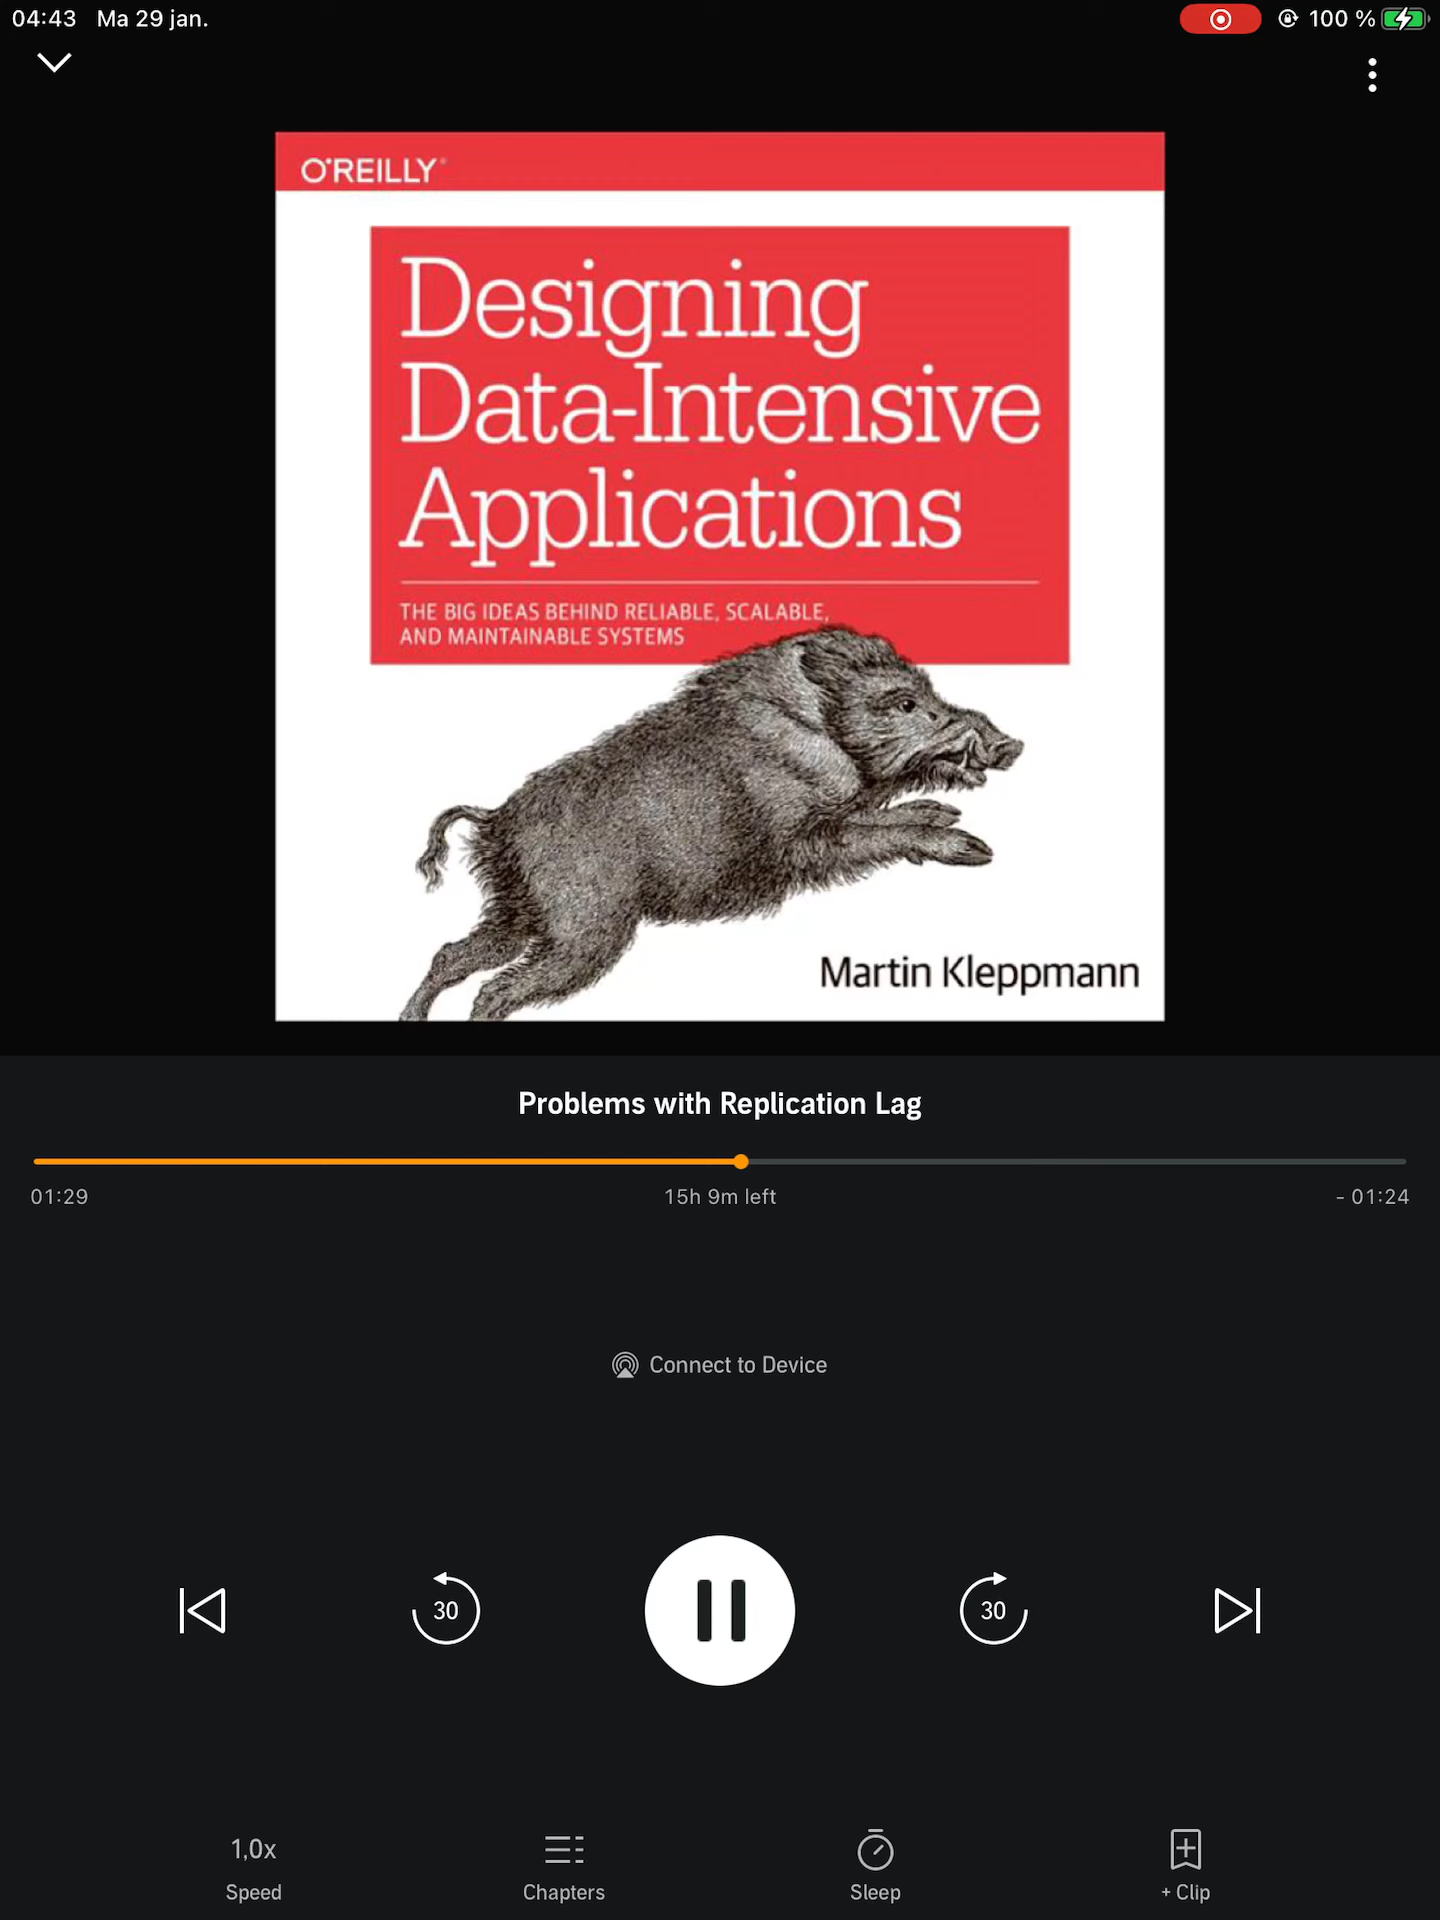 04:43 Ma 29 jan.
100 %
O'REILLY®
Designing
Data-Intensive
Applications
THE BIG IDEAS BEHIND RELIABLE, SCALABLE,
AND MAINTAINABLE SYSTEMS
Martin Kleppmann
Problems with Replication Lag
01:29 15h 9m left - 01:24
Connect to Device
30 30
1,0x
Speed Chapters Sleep + Clip